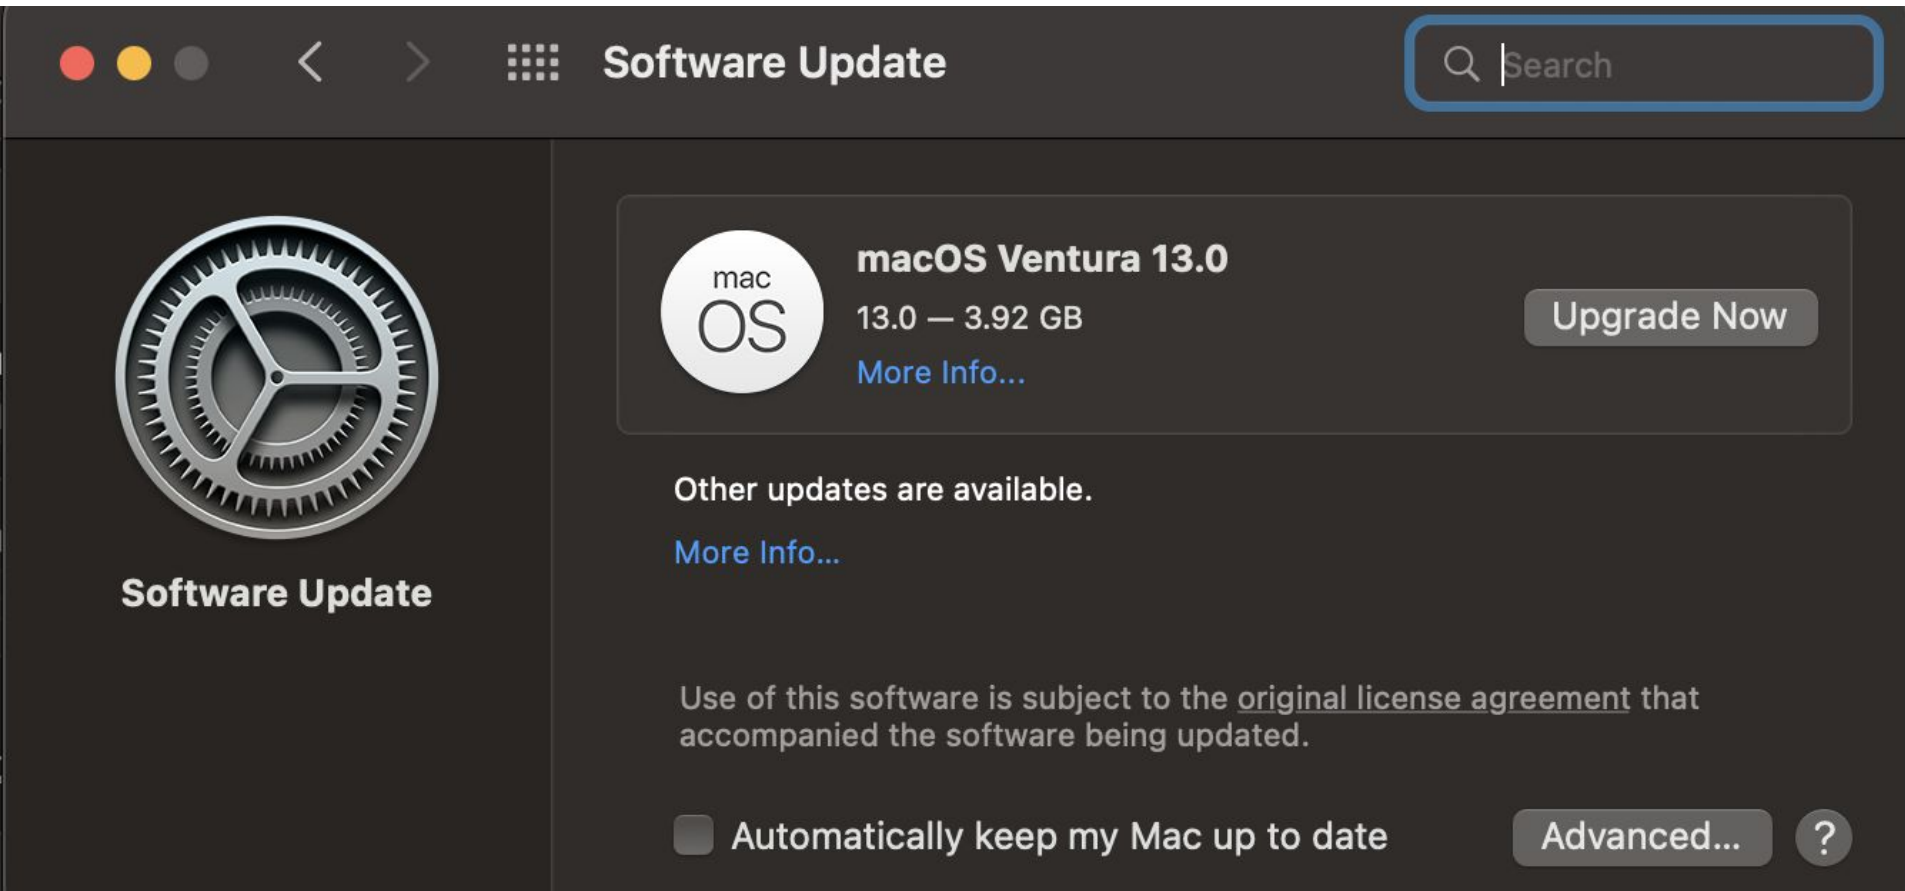 Software Update
Search
mac
OS
macOS Ventura 13.0
13.0 — 3.92 GB
More Info...
Upgrade Now
Other updates are available.
More Info...
Software Update
Use of this software is subject to the original license agreement that
accompanied the software being updated.
Automatically keep my Mac up to date
Advanced...
?